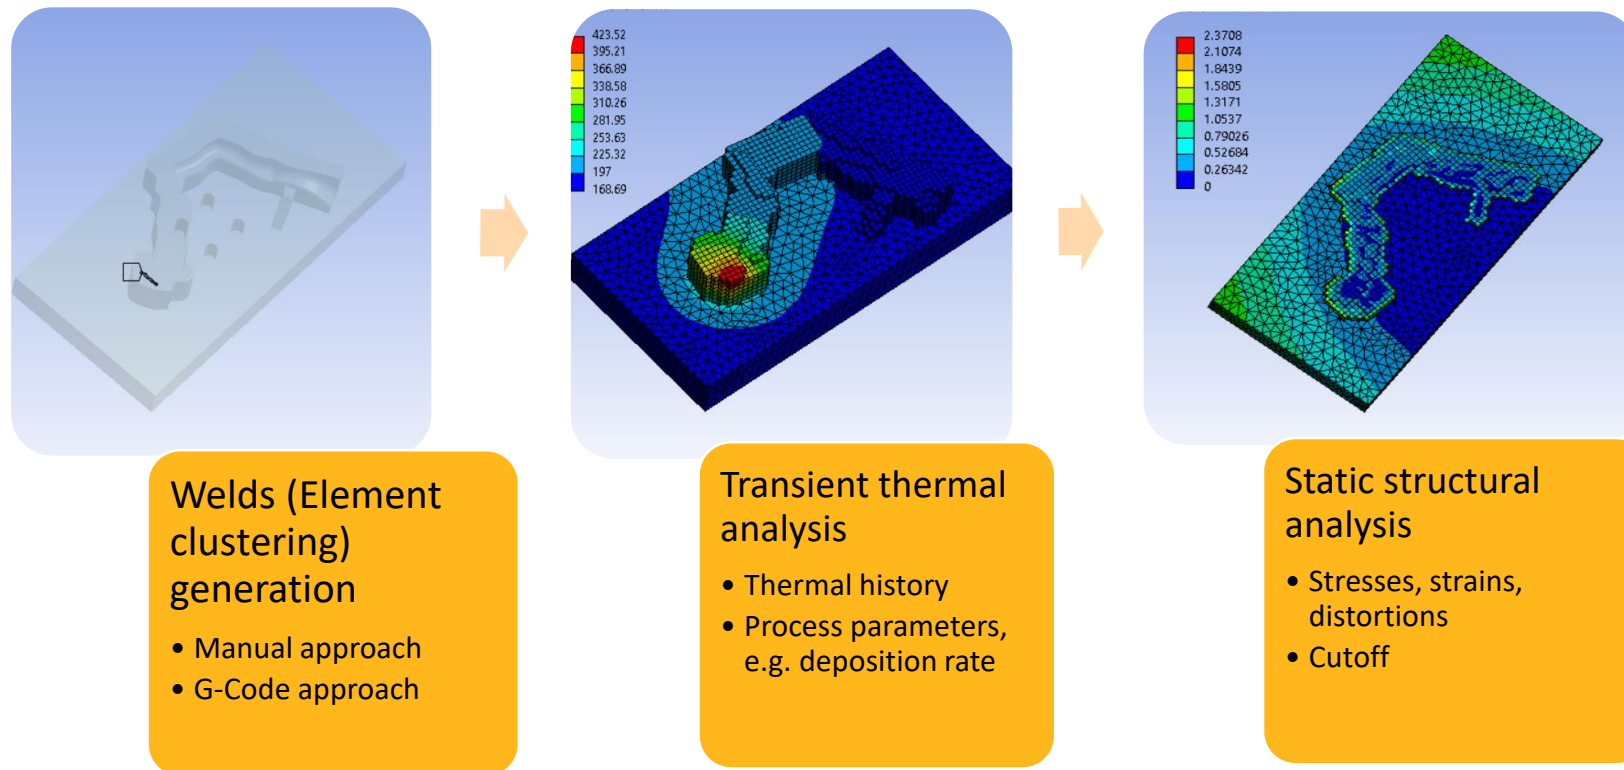 423.52
395.21
366.89
338.58
310.26
281.95
253.63
225.32
197
168.69
2.3708
2.1074
1.8439
1.5805
1.3171
1.0537
0.79026
0.52684
0.26342
0
Welds (Element
clustering)
generation
• Manual approach
• G-Code approach
Transient thermal
analysis
• Thermal history
• Process parameters,
e.g. deposition rate
Static structural
analysis
• Stresses, strains,
distortions
• Cutoff